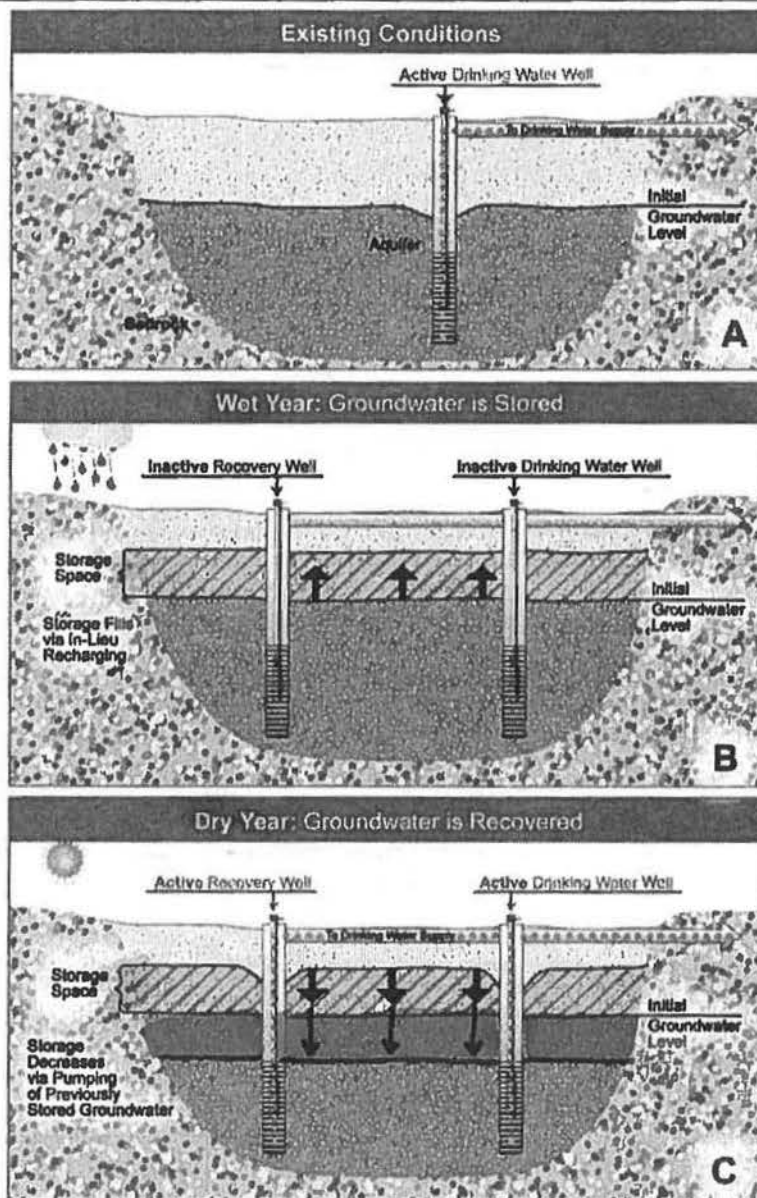 Existing Conditions
Active Drinking Water Well
To Drinking Water Supply
Initial
Groundwater
Level
Aquifer
Bedrock
A
Wet Year: Groundwater is Stored
Inactive Recovery Well
Inactive Drinking Water Well
Storage
Space
Initial
Groundwater
Level
Storage Fills
via In-Lieu
Recharging
B
Dry Year: Groundwater is Recovered
Active Recovery Well
Active Drinking Water Well
To Drinking Water Supply
Storage
Space
Initial
Groundwater
Level
Storage
Decreases
via Pumping
of Previously
Stored Groundwater
C